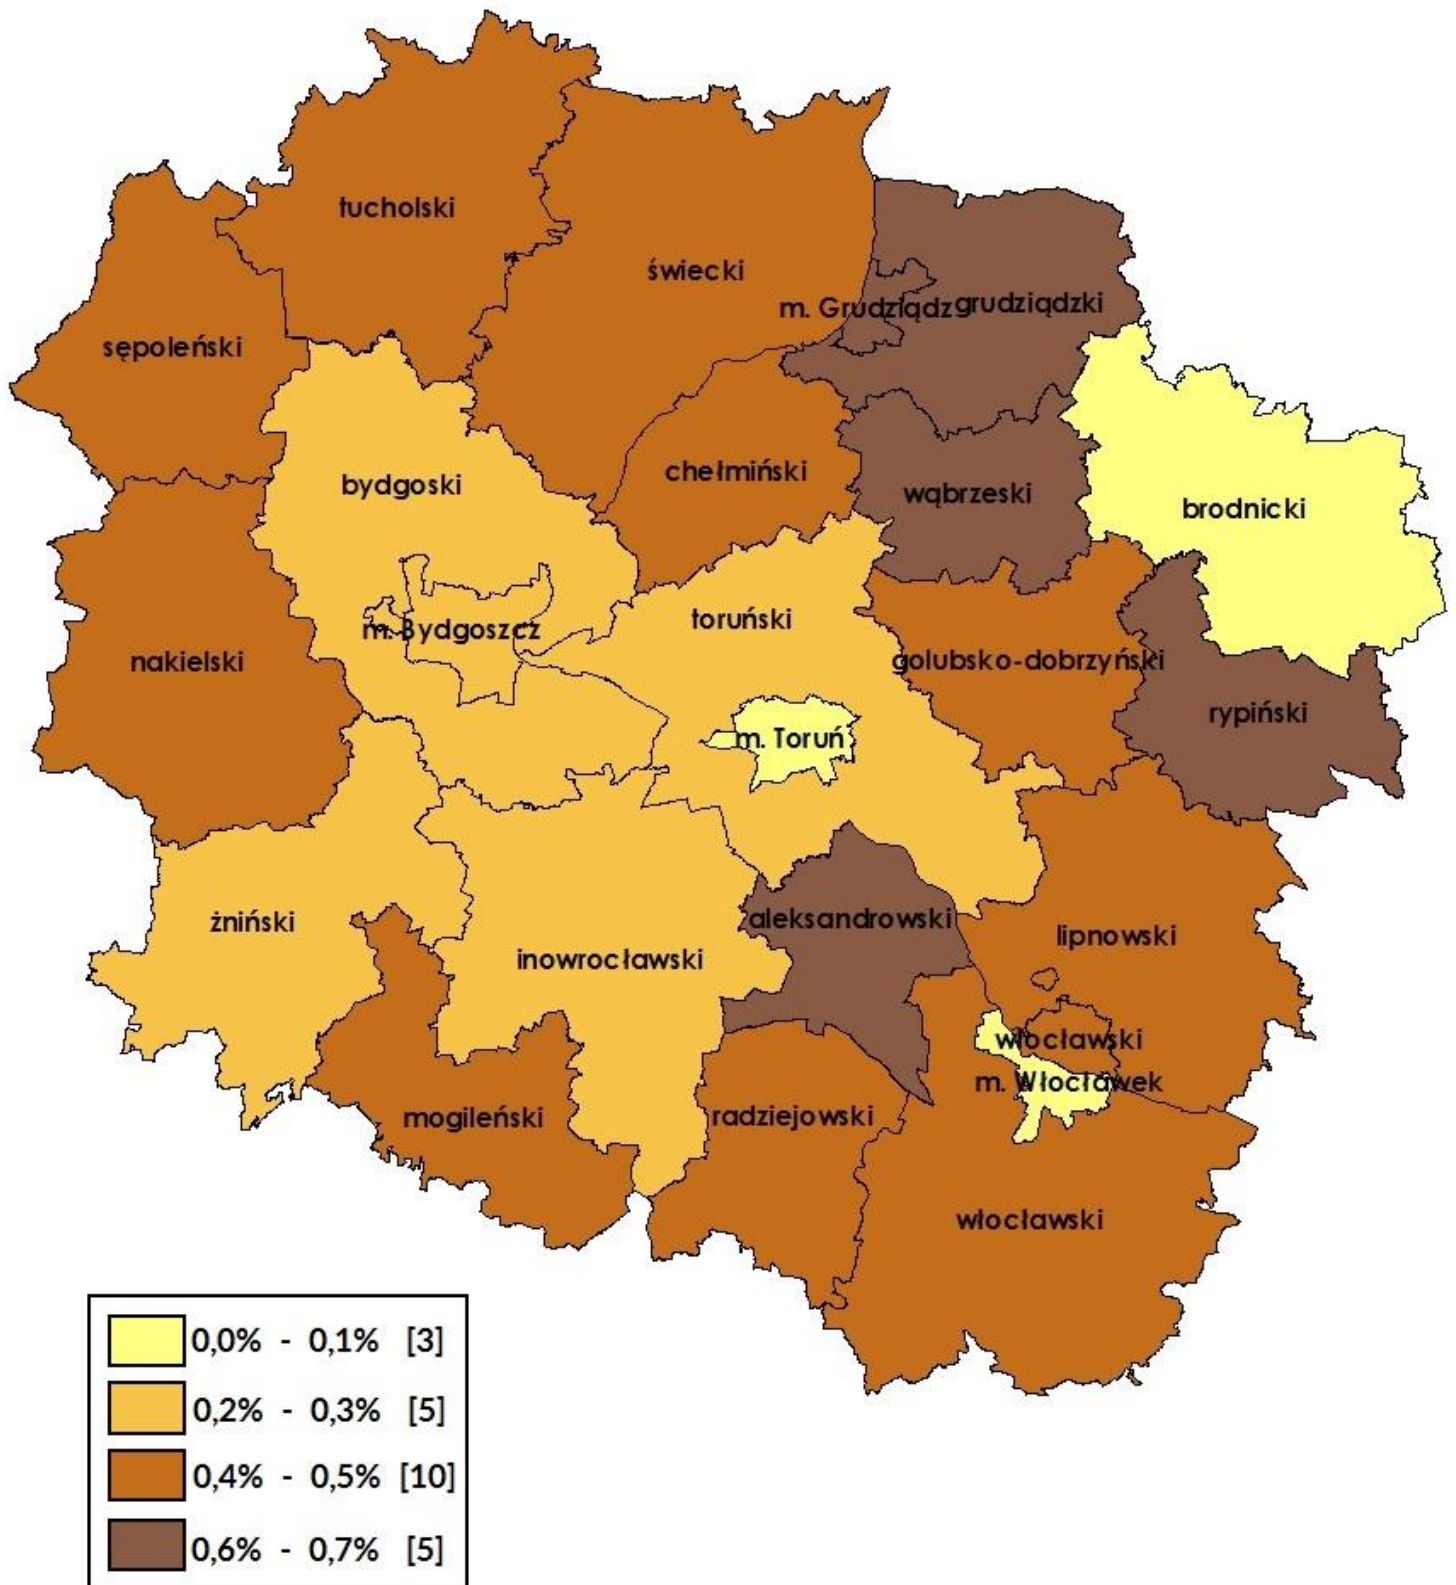 tucholski
świecki
m. Grudziądz
grudziądzki
sępoleński
chełmiński
bydgoski
wąbrzeski
brodnicki
toruński
m. Bydgoszcz
nakielski
golubsko-dobrzyński
rypiński
m. Toruń
żniński
aleksandrowski
lipnowski
inowrocławski
włocławski
m. Włocławek
mogileński
radziejowski
włocławski
0,0% - 0,1% [3]
0,2% - 0,3% [5]
0,4% - 0,5% [10]
0,6% - 0,7% [5]